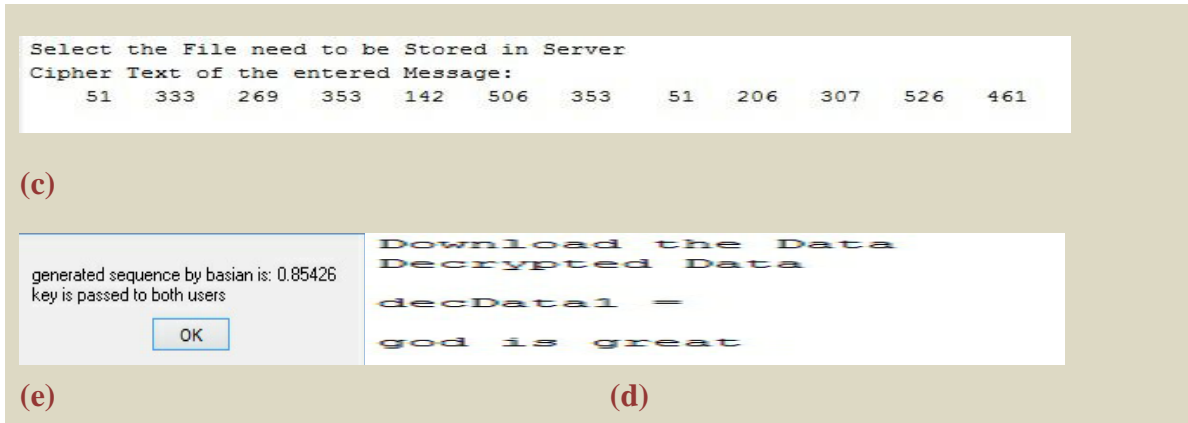 Select the File need to be Stored in Server
Cipher Text of the entered Message:
51 333 269 353 142 506 353 51 206 307 526 461
(c)
generated sequence by basian is: 0.85426
key is passed to both users
OK
Download the Data
Decrypted Data
decData1 =
god is great
(e) (d)